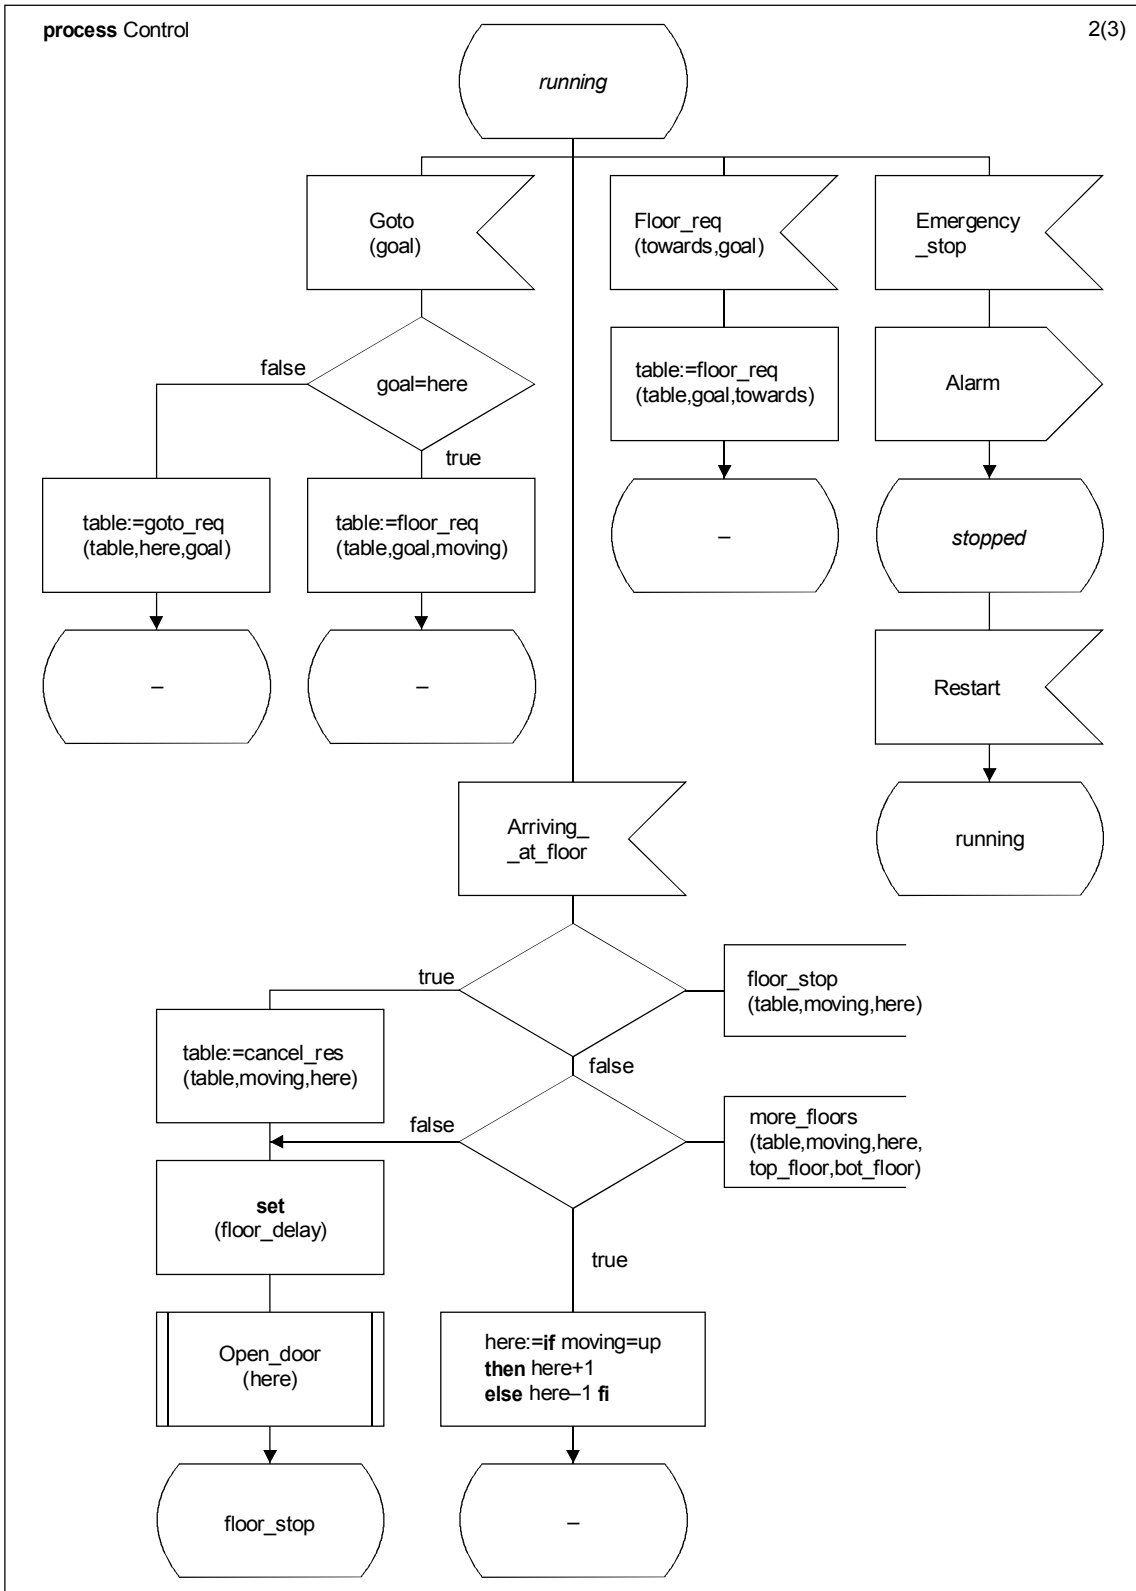 process Control
2(3)
running
Goto
(goal)
Floor_req
(towards,goal)
Emergency
_stop
false
goal=here
true
table:=floor_req
(table,goal,towards)
Alarm
table:=goto_req
(table,here,goal)
table:=floor_req
(table,goal,moving)
–
stopped
–
–
Restart
Arriving_
_at_floor
running
true
floor_stop
(table,moving,here)
table:=cancel_res
(table,moving,here)
false
false
more_floors
(table,moving,here,
top_floor,bot_floor)
set
(floor_delay)
true
Open_door
(here)
here:=if moving=up
then here+1
else here–1 fi
floor_stop
–